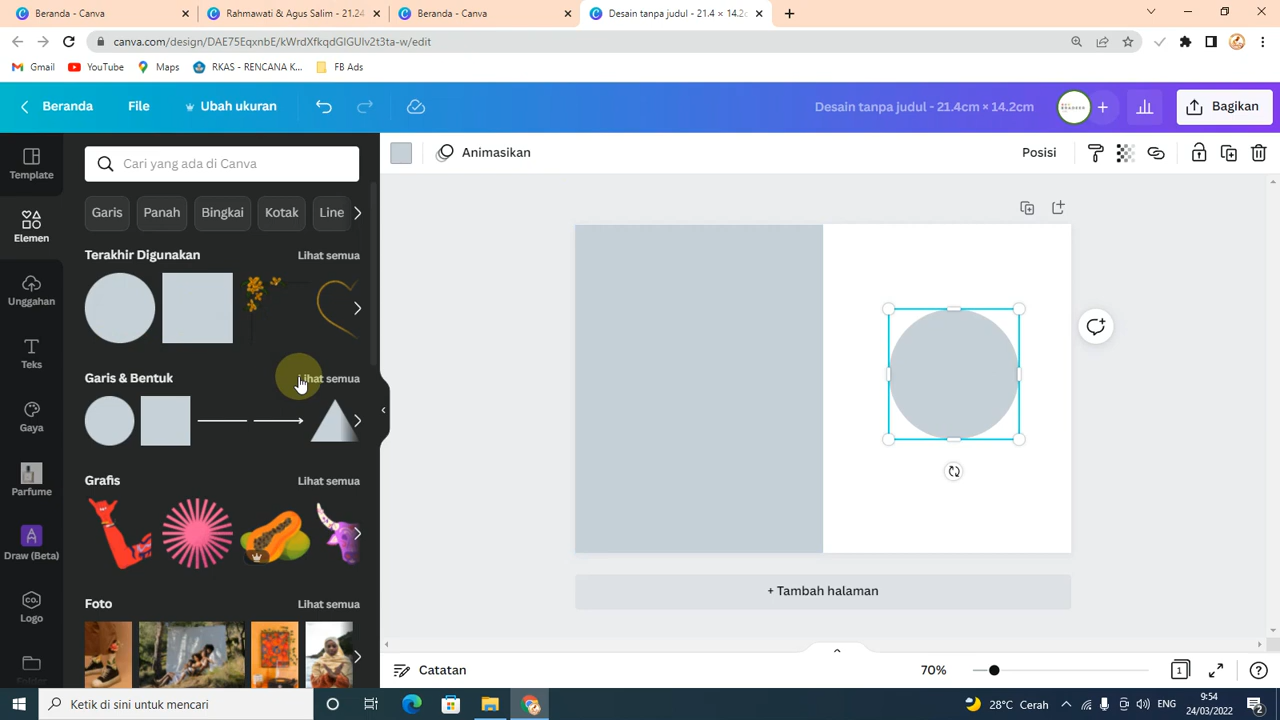 Beranda - Canva
Rahmawati & Agus Salim - 21.24
Beranda - Canva
Desain tanpa judul - 21.4 × 14.2c
canva.com/design/DAE75EqxnbE/kWrdXfkqdGlGUlv2t3ta-w/edit
Gmail
YouTube
Maps
RKAS - RENCANA K...
FB Ads
Beranda
File
Ubah ukuran
Desain tanpa judul - 21.4cm × 14.2cm
Bagikan
Template
Elemen
Unggahan
Teks
Gaya
Parfume
Draw (Beta)
Logo
Cari yang ada di Canva
Garis
Panah
Bingkai
Kotak
Line
Terakhir Digunakan
Lihat semua
Garis & Bentuk
Lihat semua
Grafis
Lihat semua
Foto
Lihat semua
Animasikan
Posisi
+ Tambah halaman
Catatan
70%
1
Ketik di sini untuk mencari
28°C Cerah
ENG
9:54
24/03/2022
2